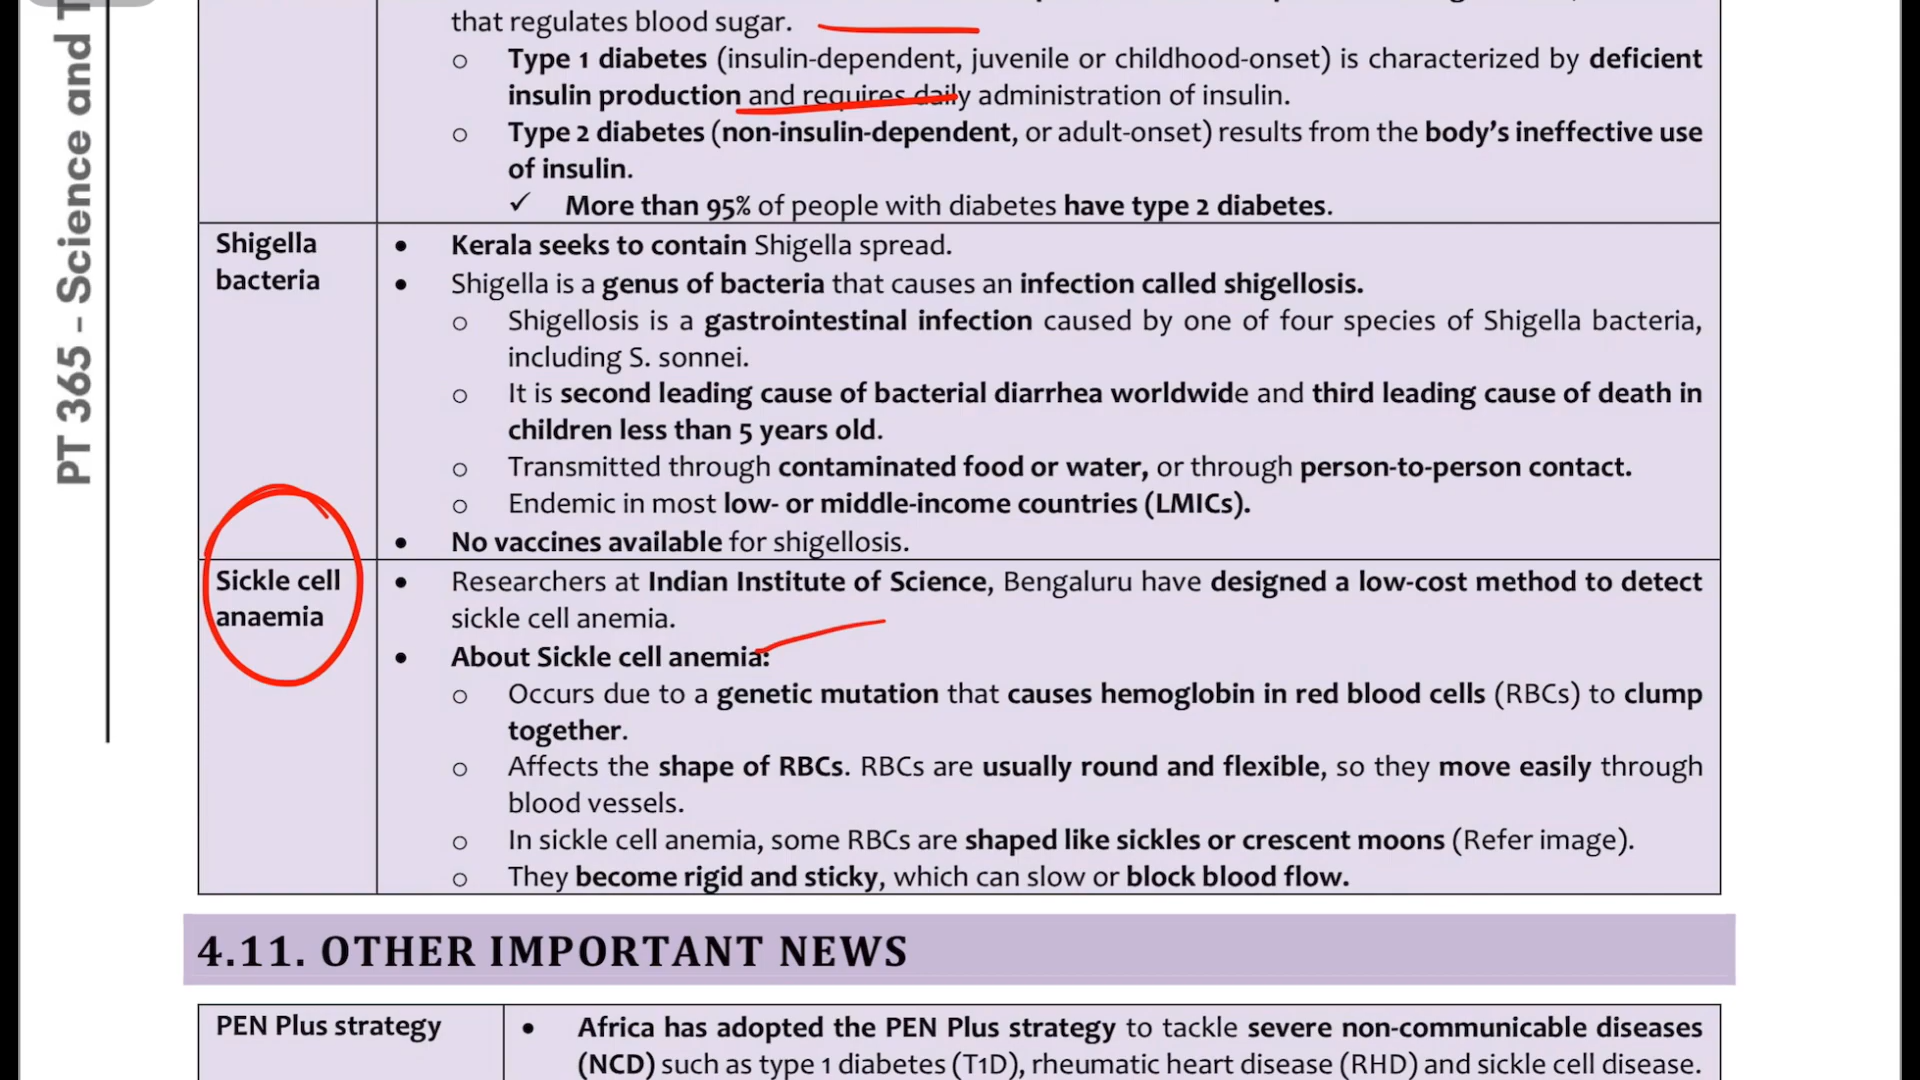 PT 365 - Science and T
that regulates blood sugar.
o Type 1 diabetes (insulin-dependent, juvenile or childhood-onset) is characterized by deficient
insulin production and requires daily administration of insulin.
o Type 2 diabetes (non-insulin-dependent, or adult-onset) results from the body's ineffective use
of insulin.
✓ More than 95% of people with diabetes have type 2 diabetes.
Shigella
bacteria
• Kerala seeks to contain Shigella spread.
• Shigella is a genus of bacteria that causes an infection called shigellosis.
o Shigellosis is a gastrointestinal infection caused by one of four species of Shigella bacteria,
including S. sonnei.
o It is second leading cause of bacterial diarrhea worldwide and third leading cause of death in
children less than 5 years old.
o Transmitted through contaminated food or water, or through person-to-person contact.
o Endemic in most low- or middle-income countries (LMICs).
• No vaccines available for shigellosis.
Sickle cell
anaemia
• Researchers at Indian Institute of Science, Bengaluru have designed a low-cost method to detect
sickle cell anemia.
• About Sickle cell anemia:
o Occurs due to a genetic mutation that causes hemoglobin in red blood cells (RBCs) to clump
together.
o Affects the shape of RBCs. RBCs are usually round and flexible, so they move easily through
blood vessels.
o In sickle cell anemia, some RBCs are shaped like sickles or crescent moons (Refer image).
o They become rigid and sticky, which can slow or block blood flow.
4.11. OTHER IMPORTANT NEWS
PEN Plus strategy
• Africa has adopted the PEN Plus strategy to tackle severe non-communicable diseases
(NCD) such as type 1 diabetes (T1D), rheumatic heart disease (RHD) and sickle cell disease.